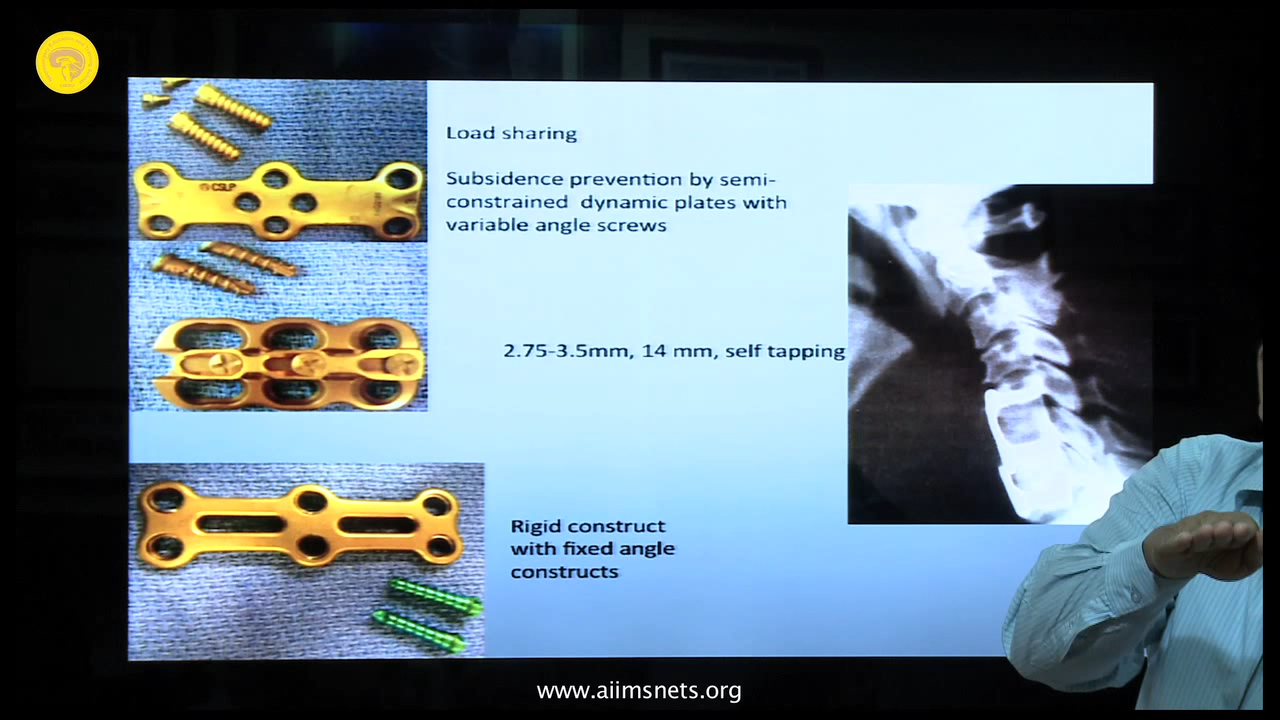 Load sharing
Subsidence prevention by semi-
constrained dynamic plates with
variable angle screws
CSLP
2.75-3.5mm, 14 mm, self tapping
Rigid construct
with fixed angle
constructs
www.aiimsnets.org